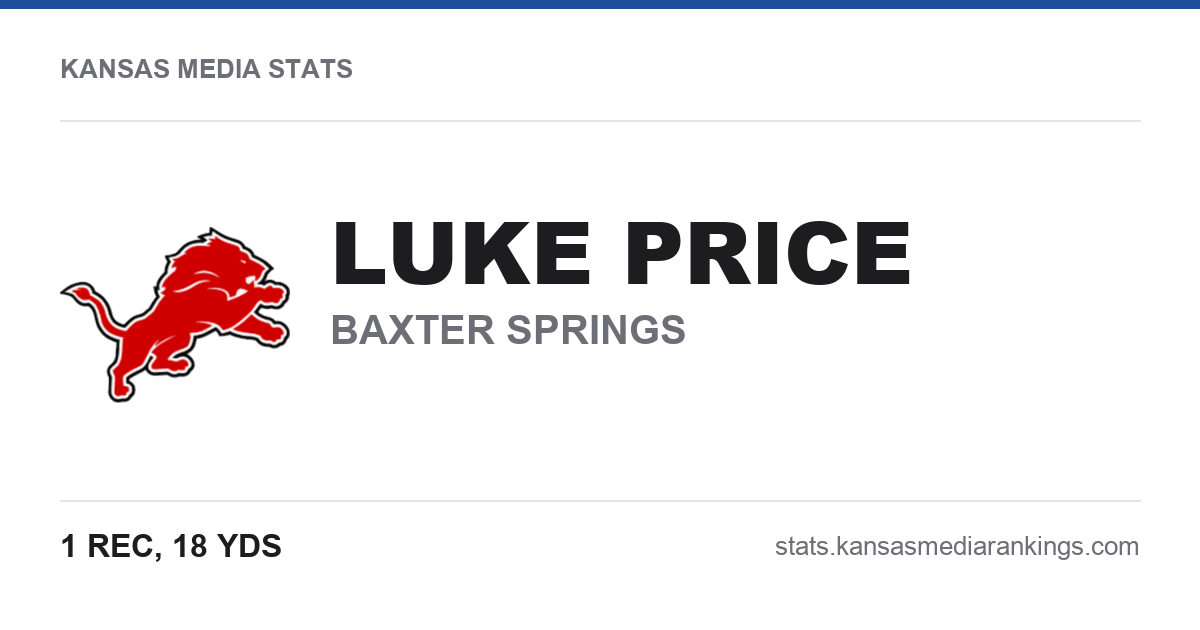 KANSAS MEDIA STATS
LUKE PRICE
BAXTER SPRINGS
1 REC, 18 YDS
stats.kansasmediarankings.com